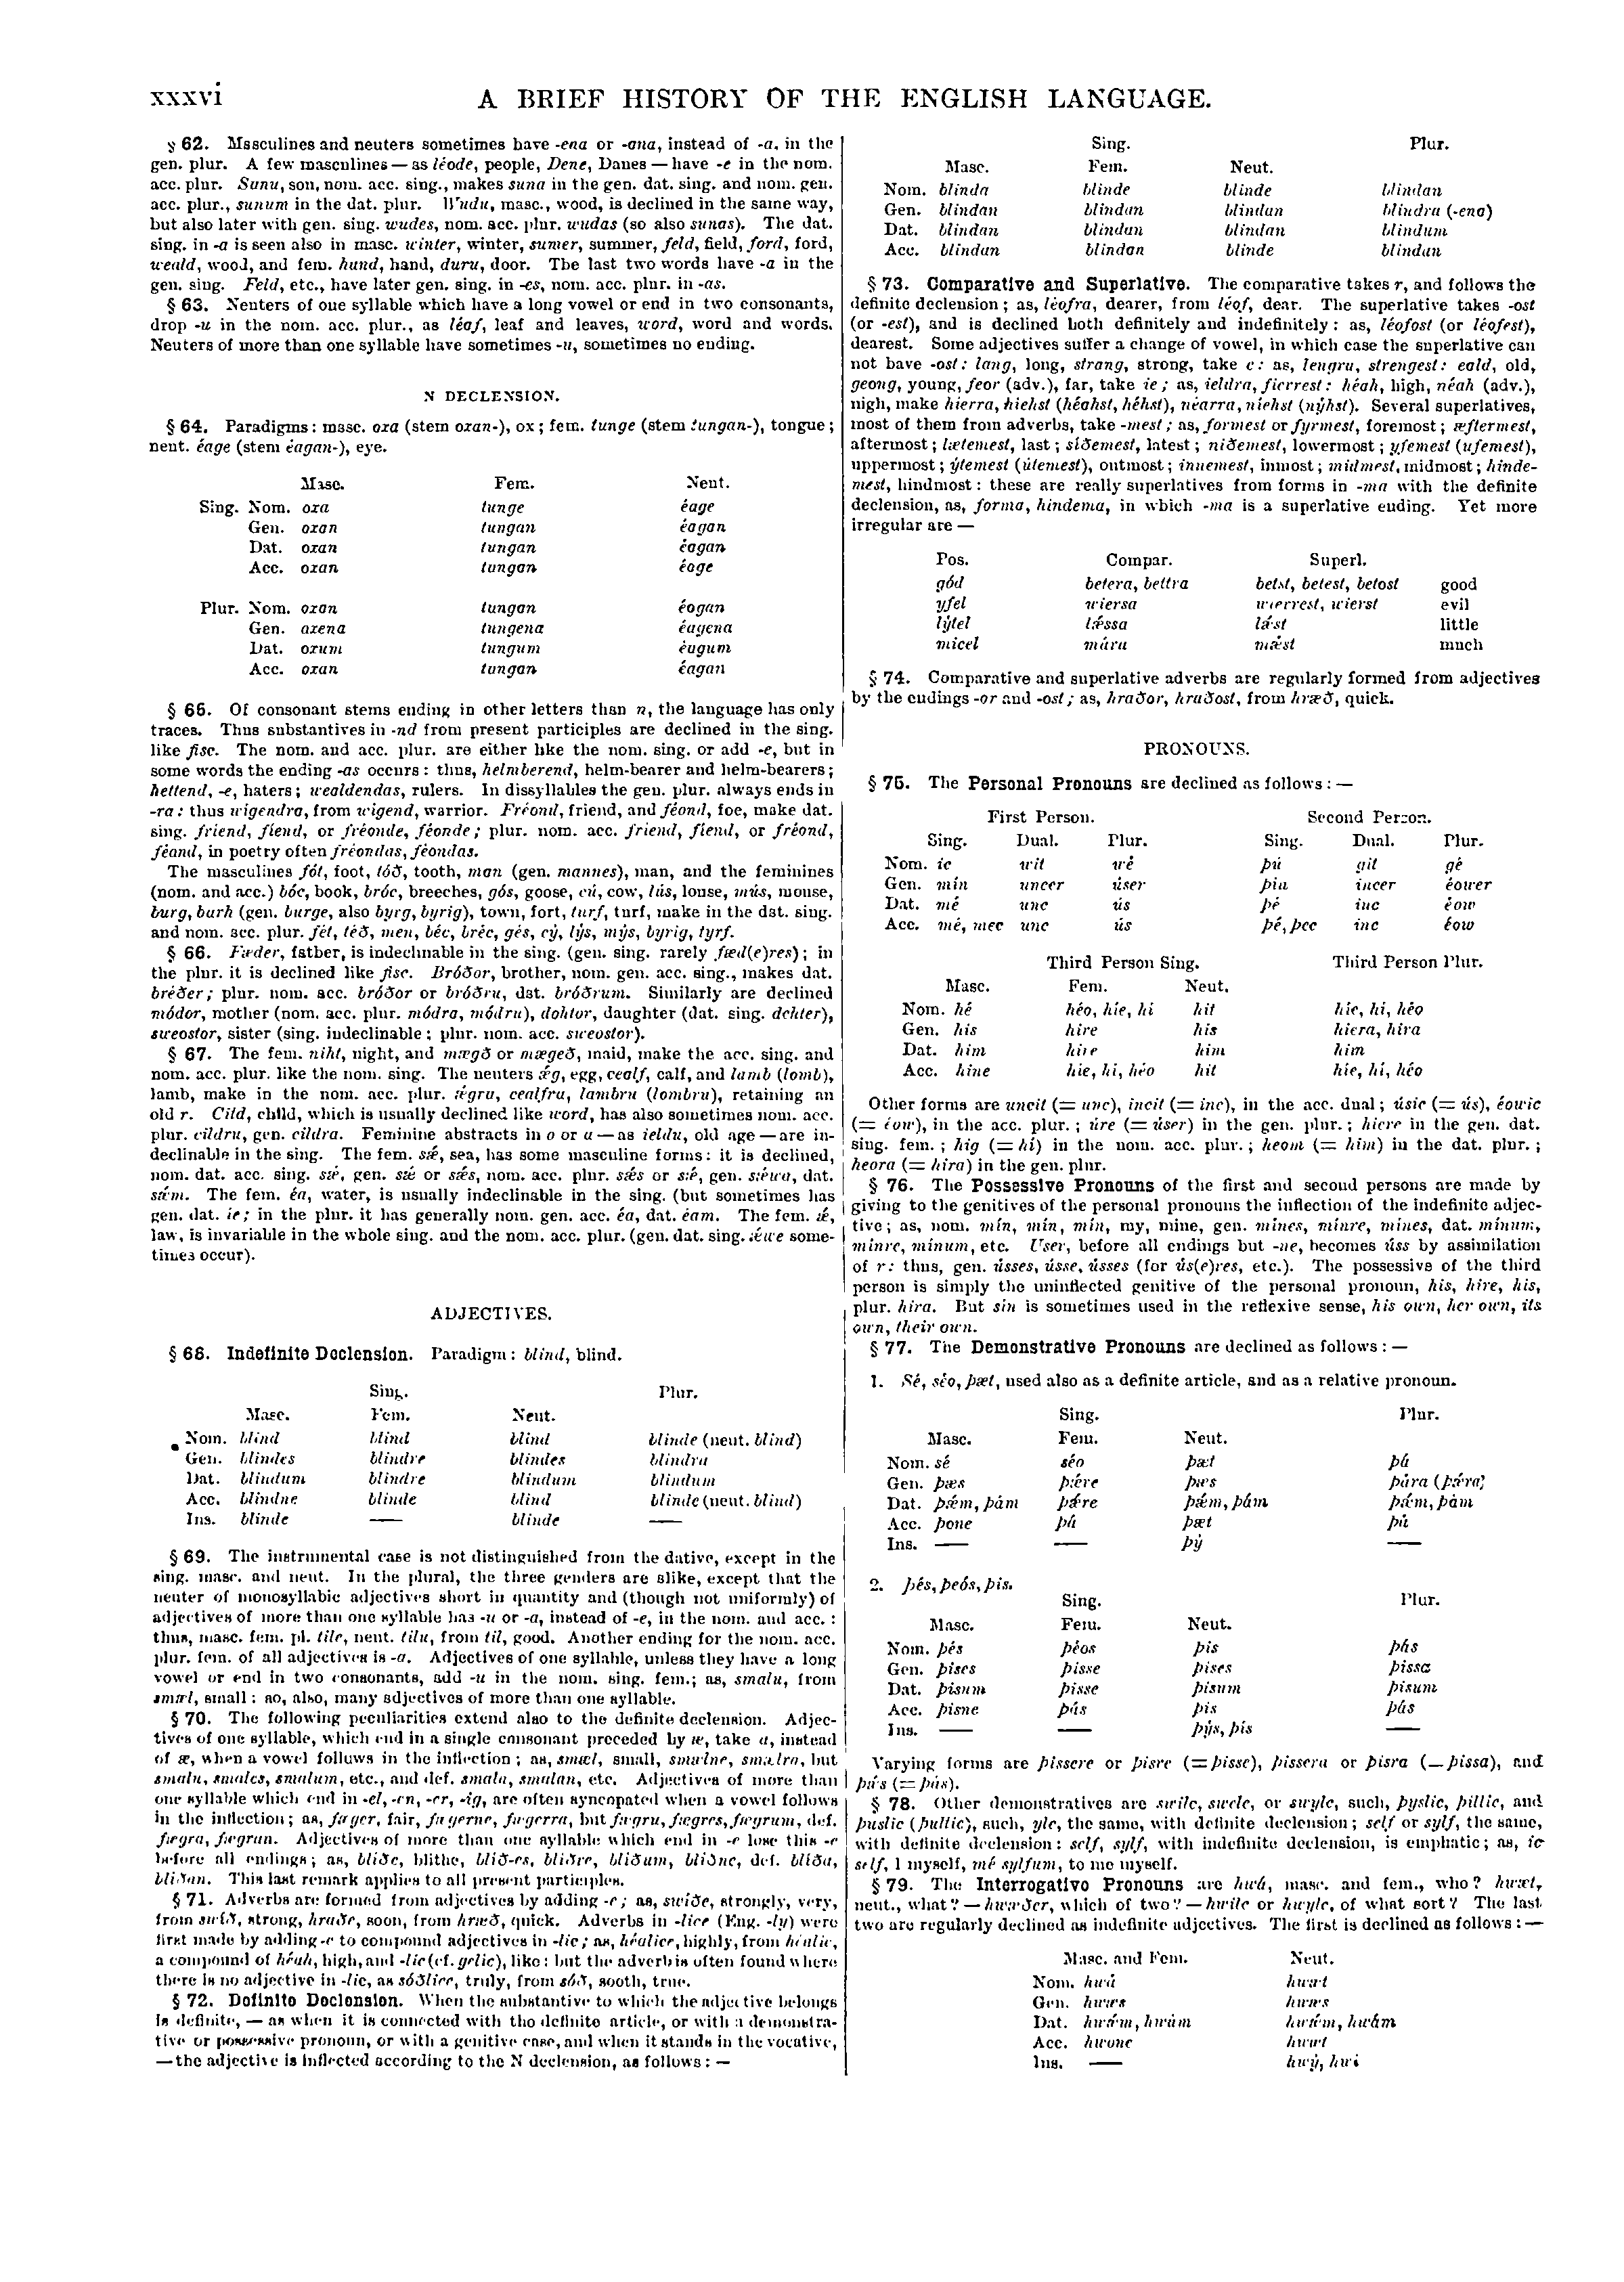 xxxvi
A BRIEF HISTORY OF THE ENGLISH LANGUAGE.
§ 62. Masculines and neuters sometimes have -ena or -ona, instead of -a, in the
gen. plur. A few masculines — as léode, people, Dene, Danes — have -e in the nom.
acc. plur. Sunu, son, nom. acc. sing., makes suna in the gen. dat. sing. and nom. gen.
acc. plur., sunum in the dat. plur. Wudu, masc., wood, is declined in the same way,
but also later with gen. sing. wudes, nom. acc. plur. wudas (so also sunas). The dat.
sing. in -a is seen also in masc. winter, winter, sumer, summer, feld, field, ford, ford,
weald, wood, and fem. hand, hand, duru, door. The last two words have -a in the
gen. sing. Feld, etc., have later gen. sing. in -es, nom. acc. plur. in -as.
§ 63. Neuters of one syllable which have a long vowel or end in two consonants,
drop -u in the nom. acc. plur., as léaf, leaf and leaves, word, word and words.
Neuters of more than one syllable have sometimes -u, sometimes no ending.
N DECLENSION.
§ 64. Paradigms: masc. oxa (stem oxan-), ox; fem. tunge (stem tungan-), tongue;
neut. éage (stem éagan-), eye.
Masc. Fem. Neut.
Sing. Nom. oxa tunge éage
Gen. oxan tungan éagan
Dat. oxan tungan éagan
Acc. oxan tungan éage
Plur. Nom. oxan tungan éagan
Gen. oxena tungena éagena
Dat. oxum tungum éagum
Acc. oxan tungan éagan
§ 65. Of consonant stems ending in other letters than n, the language has only
traces. Thus substantives in -nd from present participles are declined in the sing.
like fisc. The nom. and acc. plur. are either like the nom. sing. or add -e, but in
some words the ending -as occurs: thus, helmberend, helm-bearer and helm-bearers;
hettend, -e, haters; wealdendas, rulers. In dissyllables the gen. plur. always ends in
-ra: thus wigendra, from wigend, warrior. Fréond, friend, and féond, foe, make dat.
sing. friend, fiend, or fréonde, féonde; plur. nom. acc. friend, fiend, or fréond,
féand, in poetry often fréondas, féondas.
The masculines fót, foot, tóð, tooth, man (gen. mannes), man, and the feminines
(nom. and acc.) bóc, book, bróc, breeches, gós, goose, cú, cow, lús, louse, mús, mouse,
burg, burh (gen. burge, also byrg, byrig), town, fort, turf, turf, make in the dat. sing.
and nom. acc. plur. fét, téð, men, béc, bréc, gés, cý, lýs, mýs, byrig, tyrf.
§ 66. Fæder, father, is indeclinable in the sing. (gen. sing. rarely fæd(e)res); in
the plur. it is declined like fisc. Bróðor, brother, nom. gen. acc. sing., makes dat.
bréðer; plur. nom. acc. bróðor or bróðru, dat. bróðrum. Similarly are declined
módor, mother (nom. acc. plur. módra, módru), dohtor, daughter (dat. sing. dehter),
sweostor, sister (sing. indeclinable; plur. nom. acc. sweostor).
§ 67. The fem. niht, night, and mægð or mægeð, maid, make the acc. sing. and
nom. acc. plur. like the nom. sing. The neuters ǽg, egg, cealf, calf, and lamb (lomb),
lamb, make in the nom. acc. plur. ǽgru, cealfru, lambru (lombru), retaining an
old r. Cild, child, which is usually declined like word, has also sometimes nom. acc.
plur. cildru, gen. cildra. Feminine abstracts in o or u — as ieldu, old age — are in-
declinable in the sing. The fem. sǽ, sea, has some masculine forms: it is declined,
nom. dat. acc. sing. sǽ, gen. sǽ or sǽs, nom. acc. plur. sǽs or sǽ, gen. sǽwa, dat.
sǽm. The fem. éa, water, is usually indeclinable in the sing. (but sometimes has
gen. dat. ie; in the plur. it has generally nom. gen. acc. éa, dat. éam. The fem. ǽ,
law, is invariable in the whole sing. and the nom. acc. plur. (gen. dat. sing. ǽwe some-
times occur).
ADJECTIVES.
§ 68. Indefinite Declension. Paradigm: blind, blind.
Sing. Plur.
Masc. Fem. Neut.
Nom. blind blind blind blinde (neut. blind)
Gen. blindes blindre blindes blindra
Dat. blindum blindre blindum blindum
Acc. blindne blinde blind blinde (neut. blind)
Ins. blinde — blinde —
§ 69. The instrumental case is not distinguished from the dative, except in the
sing. masc. and neut. In the plural, the three genders are alike, except that the
neuter of monosyllabic adjectives short in quantity and (though not uniformly) of
adjectives of more than one syllable has -u or -a, instead of -e, in the nom. and acc.:
thus, masc. fem. pl. tile, neut. tilu, from til, good. Another ending for the nom. acc.
plur. fem. of all adjectives is -a. Adjectives of one syllable, unless they have a long
vowel or end in two consonants, add -u in the nom. sing. fem.; as, smalu, from
smæl, small: so, also, many adjectives of more than one syllable.
§ 70. The following peculiarities extend also to the definite declension. Adjec-
tives of one syllable, which end in a single consonant preceded by æ, take a, instead
of æ, when a vowel follows in the inflection; as, smæl, small, smælne, smælra, but
smalu, smales, smalum, etc., and def. smala, smalan, etc. Adjectives of more than
one syllable which end in -el, -en, -er, -ig, are often syncopated when a vowel follows
in the inflection; as, fæger, fair, fægerne, fægerra, but fægru, fægres, fægrum, def.
fægra, fægran. Adjectives of more than one syllable which end in -e lose this -e
before all endings; as, bliðe, blithe, blið-es, bliðre, bliðum, bliðne, def. bliða,
bliðan. This last remark applies to all present participles.
§ 71. Adverbs are formed from adjectives by adding -e; as, swiðe, strongly, very,
from swíð, strong, hraðe, soon, from hræð, quick. Adverbs in -lice (Eng. -ly) were
first made by adding -e to compound adjectives in -lic; as, héalice, highly, from héalic,
a compound of héah, high, and -lic (cf. gelic), like: but the adverb is often found where
there is no adjective in -lic, as sóðlice, truly, from sóð, sooth, true.
§ 72. Definite Declension. When the substantive to which the adjective belongs
is definite, — as when it is connected with the definite article, or with a demonstra-
tive or possessive pronoun, or with a genitive case, and when it stands in the vocative,
— the adjective is inflected according to the N declension, as follows: —
Sing. Plur.
Masc. Fem. Neut.
Nom. blinda blinde blinde blindan
Gen. blindan blindan blindan blindra (-ena)
Dat. blindan blindan blindan blindum
Acc. blindan blindan blinde blindan
§ 73. Comparative and Superlative. The comparative takes r, and follows the
definite declension; as, léofra, dearer, from léof, dear. The superlative takes -ost
(or -est), and is declined both definitely and indefinitely: as, léofost (or léofest),
dearest. Some adjectives suffer a change of vowel, in which case the superlative can
not have -ost: lang, long, strang, strong, take e: as, lengru, strengest: eald, old,
geong, young, feor (adv.), far, take ie; as, ieldra, fierrest: héah, high, néah (adv.),
nigh, make hierra, hiehst (héahst, héhst), néarra, niehst (nýhst). Several superlatives,
most of them from adverbs, take -mest; as, formest or fyrmest, foremost; æftermest,
aftermost; lætemest, last; siðemest, latest; niðemest, lowermost; yfemest (ufemest),
uppermost; ýtemest (útemest), outmost; innemest, inmost; midmest, midmost; hinde-
mest, hindmost: these are really superlatives from forms in -ma with the definite
declension, as, forma, hindema, in which -ma is a superlative ending. Yet more
irregular are —
Pos. Compar. Superl.
gód betera, bettra betst, betest, betost good
yfel wiersa wierrest, wierst evil
lýtel lǽssa lǽst little
micel mára mǽst much
§ 74. Comparative and superlative adverbs are regularly formed from adjectives
by the endings -or and -ost; as, hraðor, hraðost, from hræð, quick.
PRONOUNS.
§ 75. The Personal Pronouns are declined as follows: —
First Person. Second Person.
Sing. Dual. Plur. Sing. Dual. Plur.
Nom. ic wit wé þú git gé
Gen. mín uncer úser þín incer éower
Dat. mé unc ús þé inc éow
Acc. mé, mec unc ús þé, þec inc éow
Third Person Sing. Third Person Plur.
Masc. Fem. Neut.
Nom. hé héo, híe, hí hit híe, hí, héo
Gen. his hire his hiera, hira
Dat. him hire him him
Acc. hine hie, hi, héo hit híe, hí, héo
Other forms are uncit (= unc), incit (= inc), in the acc. dual; úsic (= ús), éowic
(= éow), in the acc. plur.; úre (= úser) in the gen. plur.; hiere in the gen. dat.
sing. fem.; hig (= hí) in the nom. acc. plur.; heom (= him) in the dat. plur.;
heora (= hira) in the gen. plur.
§ 76. The Possessive Pronouns of the first and second persons are made by
giving to the genitives of the personal pronouns the inflection of the indefinite adjec-
tive; as, nom. mín, mín, mín, my, mine, gen. mines, minre, mines, dat. mínum,
minre, mínum, etc. User, before all endings but -ne, becomes úss by assimilation
of r: thus, gen. ússes, ússe, ússes (for ús(e)res, etc.). The possessive of the third
person is simply the uninflected genitive of the personal pronoun, his, hire, his,
plur. hira. But sin is sometimes used in the reflexive sense, his own, her own, its
own, their own.
§ 77. The Demonstrative Pronouns are declined as follows: —
1. Sé, séo, þæt, used also as a definite article, and as a relative pronoun.
Sing. Plur.
Masc. Fem. Neut.
Nom. sé séo þæt þá
Gen. þæs þǽre þæs þára (þǽra)
Dat. þǽm, þám þǽre þǽm, þám þǽm, þám
Acc. þone þá þæt þá
Ins. — — þý —
2. þés, þeós, þis.
Sing. Plur.
Masc. Fem. Neut.
Nom. þés þéos þis þás
Gen. þises þisse þises þissa
Dat. þisum þisse þisum þisum
Acc. þisne þás þis þás
Ins. — — þýs, þís —
Varying forms are þissere or þisre (= þisse), þissera or þisra (= þissa), and
þǽs (= þás).
§ 78. Other demonstratives are swilc, swelc, or swylc, such, þyslic, þillic, and
þuslic (þullic), such, ylc, the same, with definite declension; self or sylf, the same,
with definite declension: self, sylf, with indefinite declension, is emphatic; as, ic
self, I myself, mé sylfum, to me myself.
§ 79. The Interrogative Pronouns are hwá, masc. and fem., who? hwæt,
neut., what? — hwæðer, which of two? — hwilc or hwylc, of what sort? The last
two are regularly declined as indefinite adjectives. The first is declined as follows: —
Masc. and Fem. Neut.
Nom. hwá hwæt
Gen. hwæs hwæs
Dat. hwǽm, hwám hwǽm, hwám
Acc. hwone hwæt
Ins. — hwý, hwi